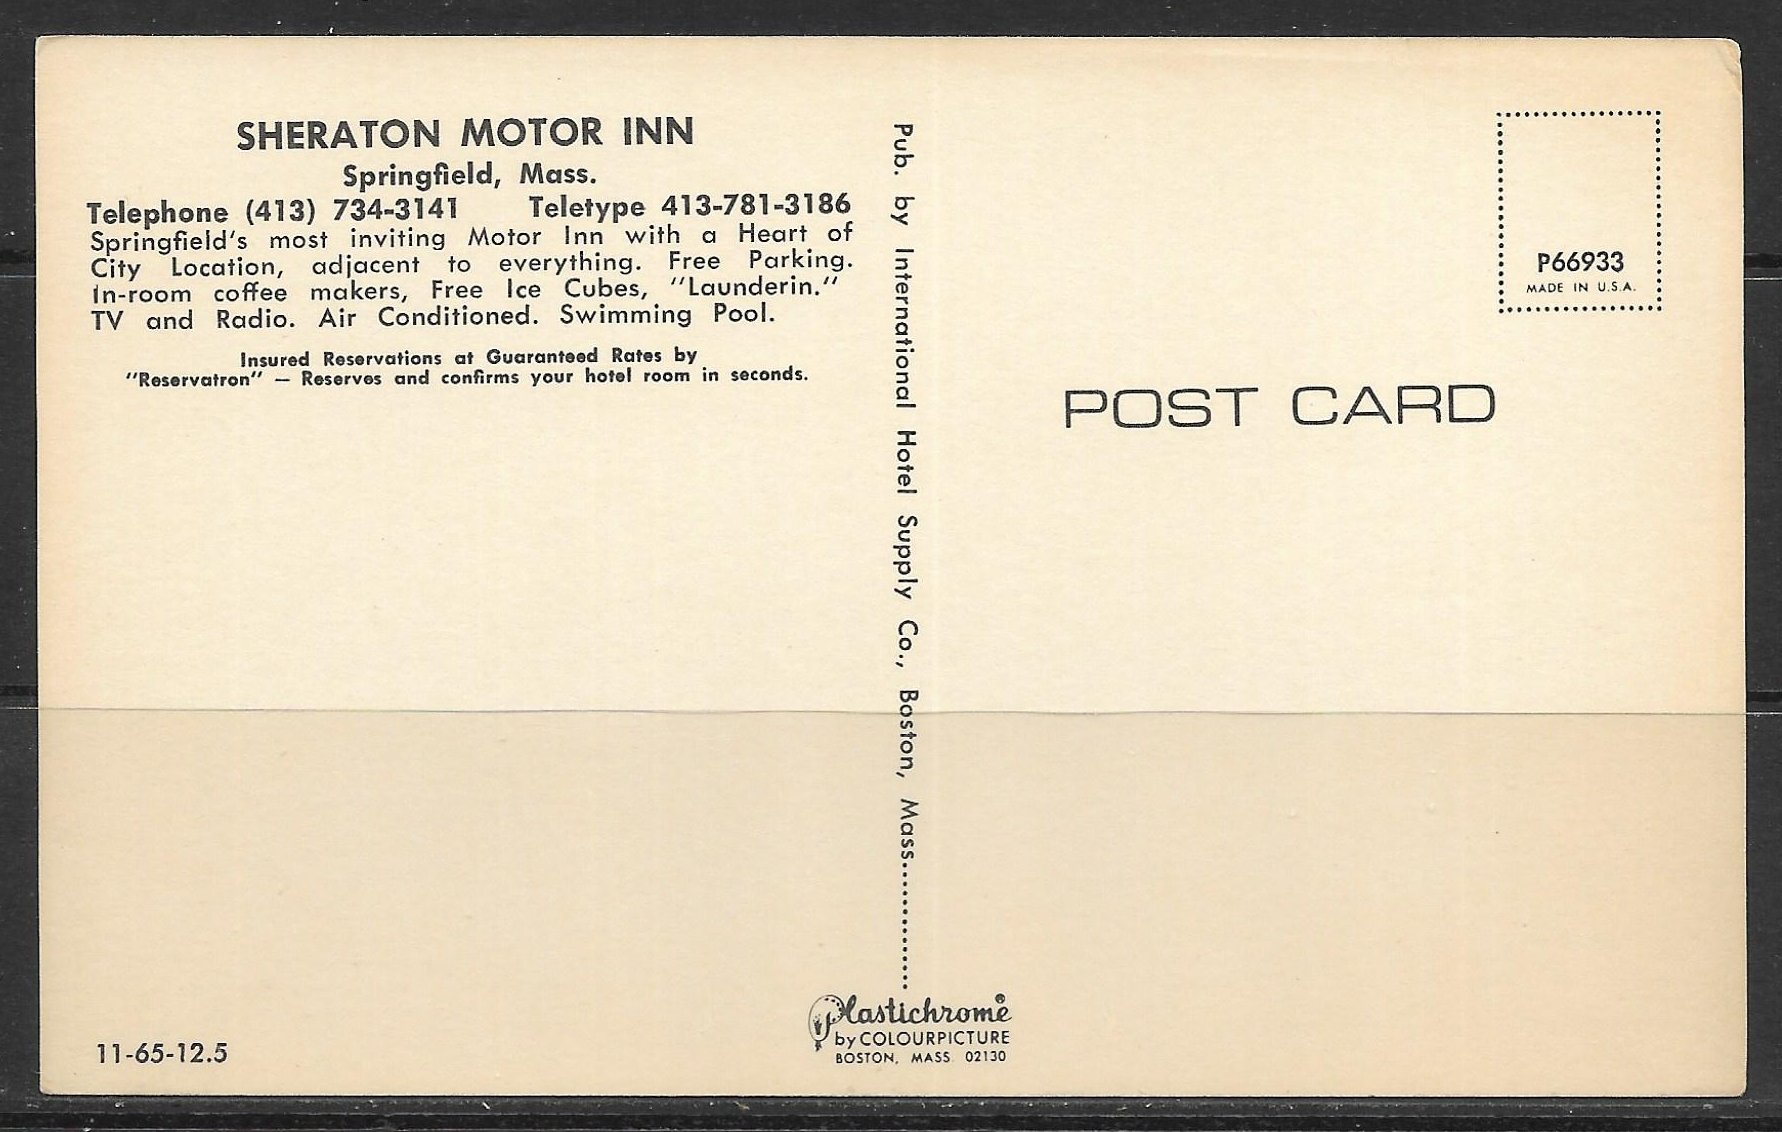 SHERATON MOTOR INN
Springfield, Mass.
Telephone (413) 734-3141 Teletype 413-781-3186
Springfield's most inviting Motor Inn with a Heart of
City Location, adjacent to everything. Free Parking.
In-room coffee makers, Free Ice Cubes, "Launderin."
TV and Radio. Air Conditioned. Swimming Pool.
Insured Reservations at Guaranteed Rates by
"Reservatron" — Reserves and confirms your hotel room in seconds.
11-65-12.5
Pub. by International Hotel Supply Co., Boston, Mass.
Plastichrome®
by COLOURPICTURE
BOSTON, MASS. 02130
P66933
MADE IN U.S.A.
POST CARD